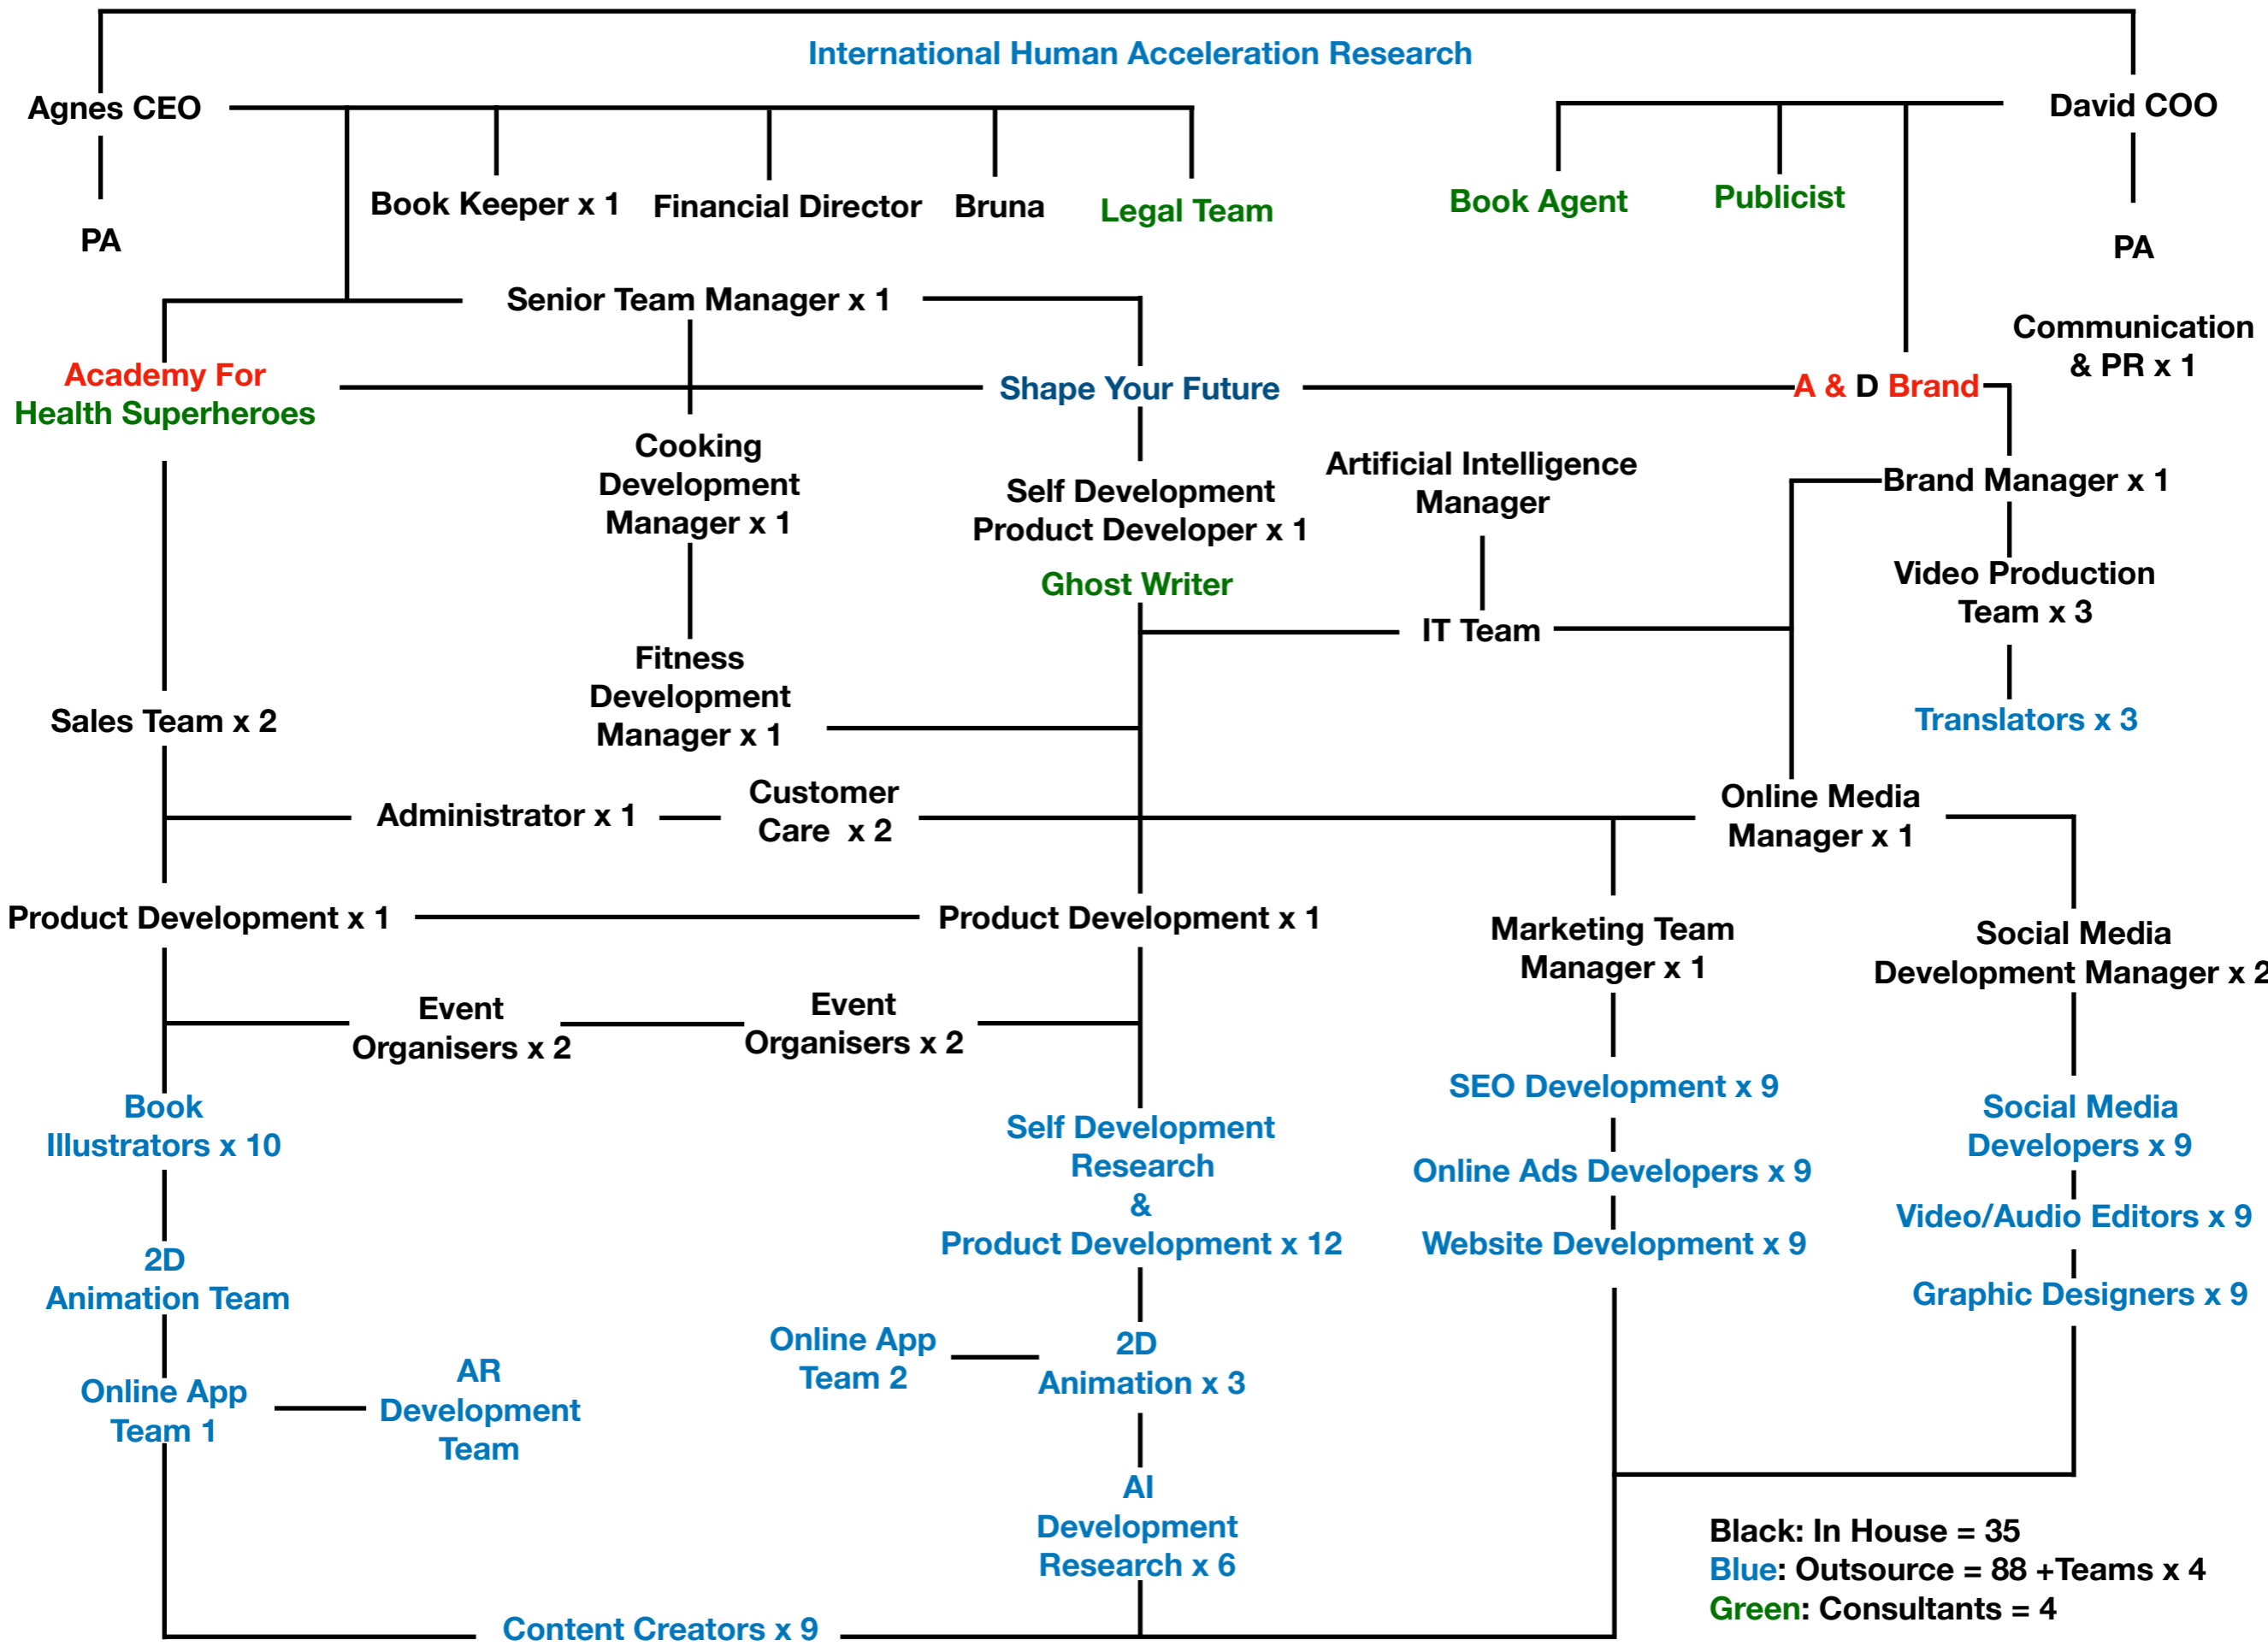 International Human Acceleration Research
Agnes CEO
David COO
PA
Book Keeper x 1
Financial Director
Bruna
Legal Team
Book Agent
Publicist
PA
Senior Team Manager x 1
Communication
& PR x 1
Academy For
Health Superheroes
Shape Your Future
A & D Brand
Cooking
Development
Manager x 1
Self Development
Product Developer x 1
Ghost Writer
Artificial Intelligence
Manager
Brand Manager x 1
Video Production
Team x 3
IT Team
Fitness
Development
Manager x 1
Sales Team x 2
Translators x 3
Administrator x 1
Customer
Care x 2
Online Media
Manager x 1
Product Development x 1
Product Development x 1
Marketing Team
Manager x 1
Social Media
Development Manager x 2
Event
Organisers x 2
Event
Organisers x 2
Book
Illustrators x 10
Self Development
Research
&
Product Development x 12
SEO Development x 9
Online Ads Developers x 9
Website Development x 9
Social Media
Developers x 9
Video/Audio Editors x 9
Graphic Designers x 9
2D
Animation Team
Online App
Team 2
2D
Animation x 3
Online App
Team 1
AR
Development
Team
AI
Development
Research x 6
Content Creators x 9
Black: In House = 35
Blue: Outsource = 88 +Teams x 4
Green: Consultants = 4